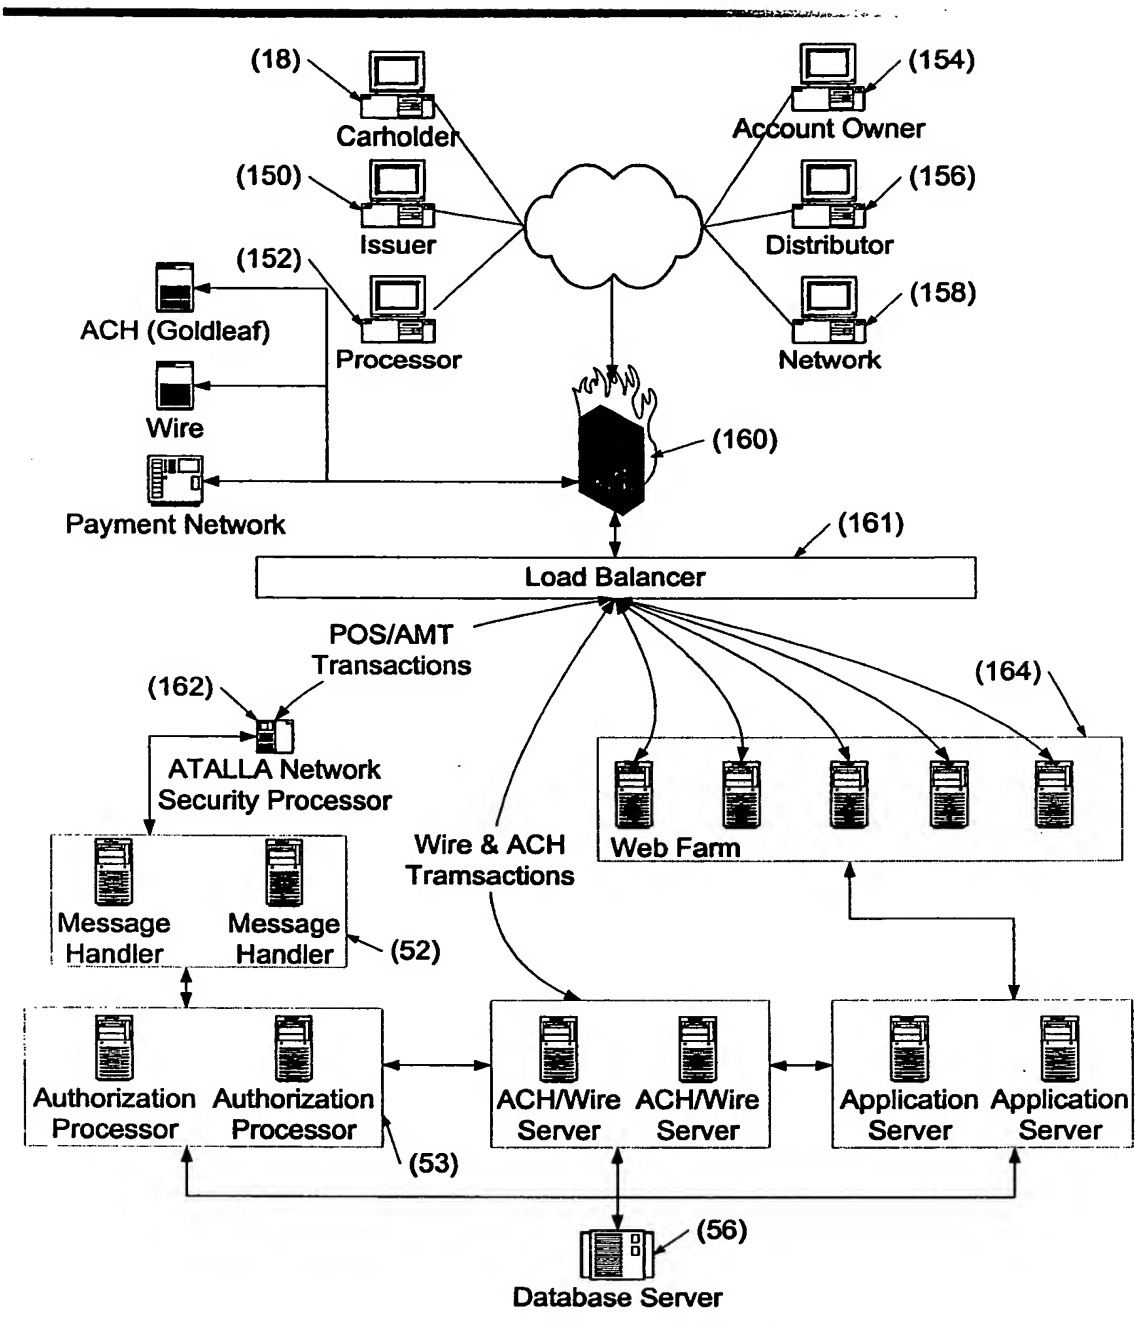 (18)
Carholder
(154)
Account Owner
(150)
Issuer
(156)
Distributor
(152)
Processor
(158)
Network
ACH (Goldleaf)
Wire
Payment Network
(160)
(161)
Load Balancer
POS/AMT
Transactions
(162)
ATALLA Network
Security Processor
(164)
Web Farm
Wire & ACH
Tramsactions
Message
Handler
Message
Handler
(52)
Authorization
Processor
Authorization
Processor
(53)
ACH/Wire
Server
ACH/Wire
Server
Application
Server
Application
Server
(56)
Database Server